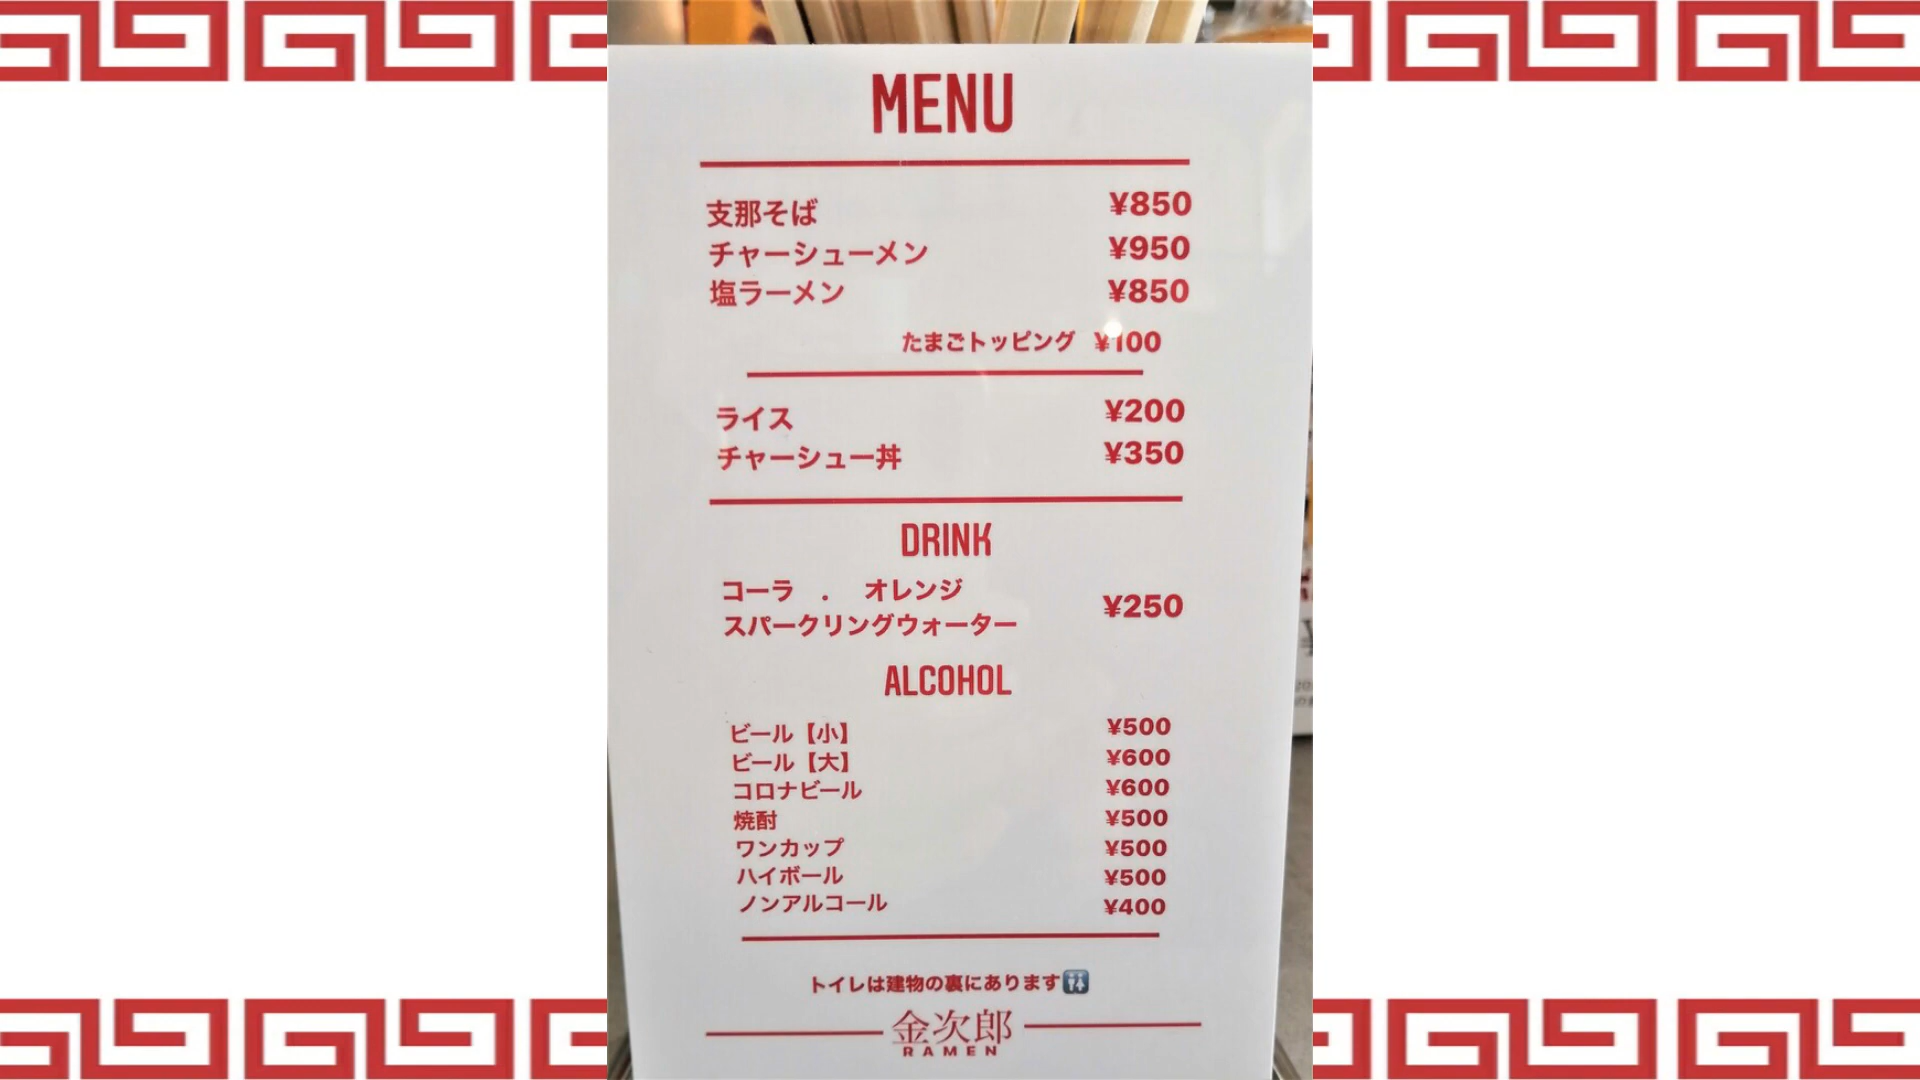 MENU
支那そば ¥850
チャーシューメン ¥950
塩ラーメン ¥850
たまごトッピング ¥100
ライス ¥200
チャーシュー丼 ¥350
DRINK
コーラ . オレンジ
スパークリングウォーター ¥250
ALCOHOL
ビール【小】 ¥500
ビール【大】 ¥600
コロナビール ¥600
焼酎 ¥500
ワンカップ ¥500
ハイボール ¥500
ノンアルコール ¥400
トイレは建物の裏にあります🚻
金次郎
RAMEN